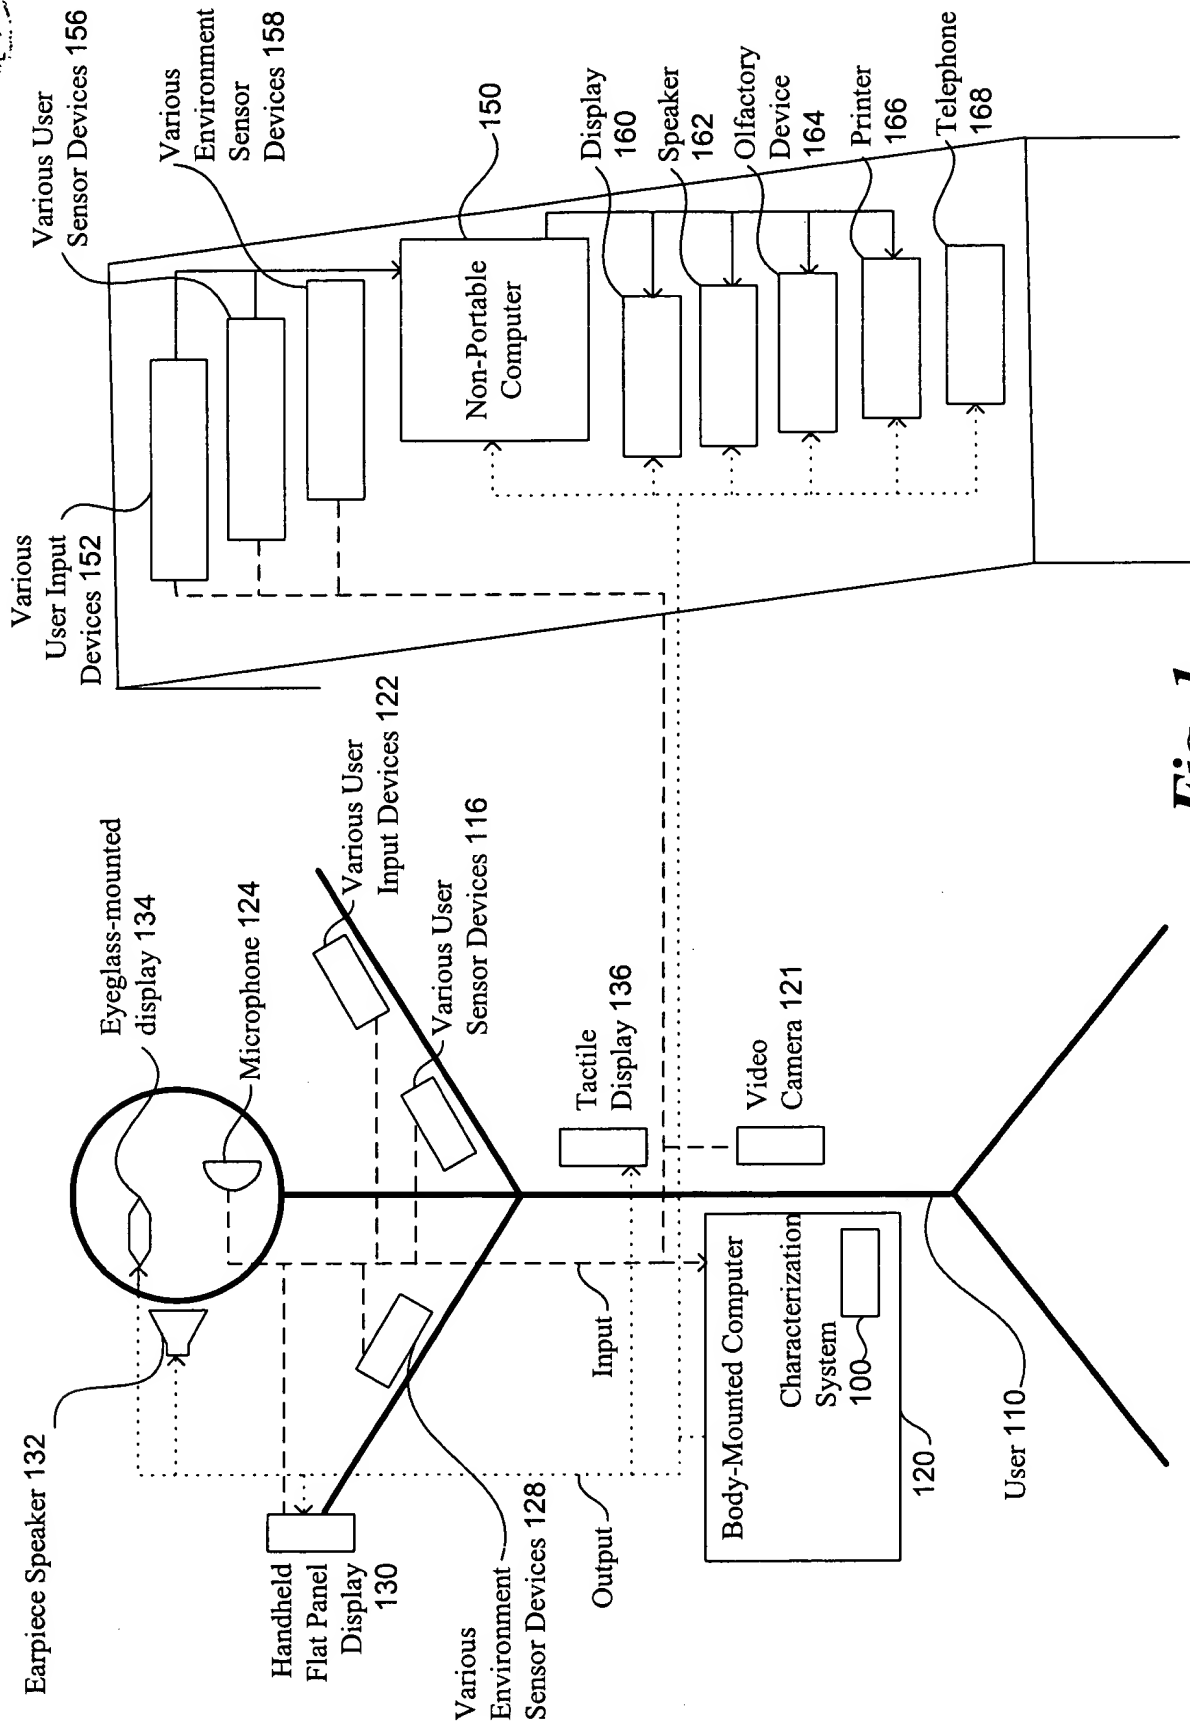 Earpiece Speaker 132
Eyeglass-mounted
display 134
Microphone 124
Various User
Input Devices 122
Various User
Sensor Devices 116
Handheld
Flat Panel
Display
130
Various
Environment
Sensor Devices 128
Input
Output
Tactile
Display 136
Video
Camera 121
Body-Mounted Computer
Characterization
System
100
120
User 110
Various
User Input
Devices 152
Various User
Sensor Devices 156
Various
Environment
Sensor
Devices 158
Non-Portable
Computer
150
Display
160
Speaker
162
Olfactory
Device
164
Printer
166
Telephone
168
Fig. 1